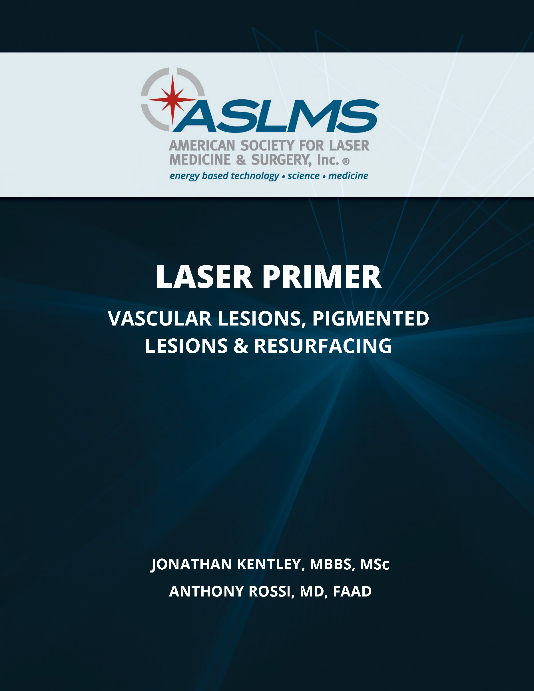 ASLMS
AMERICAN SOCIETY FOR LASER
MEDICINE & SURGERY, Inc. ®
energy based technology • science • medicine
LASER PRIMER
VASCULAR LESIONS, PIGMENTED
LESIONS & RESURFACING
JONATHAN KENTLEY, MBBS, MSc
ANTHONY ROSSI, MD, FAAD